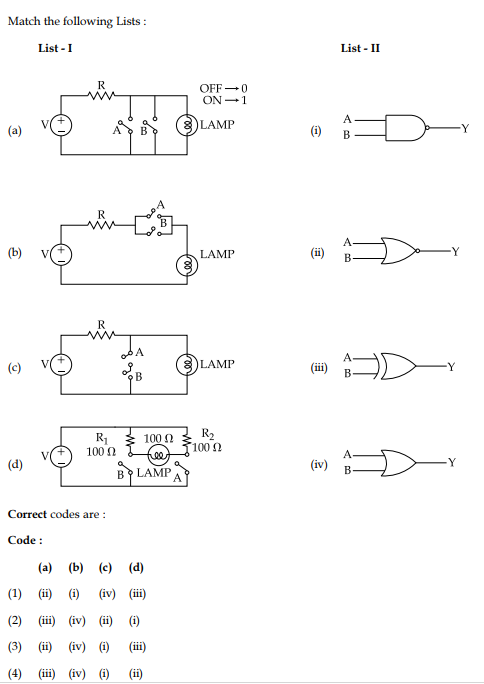 Match the following Lists :
List - I List - II
(a) V + R A B OFF → 0
ON → 1
LAMP (i) A B Y
(b) V + R A B LAMP (ii) A B Y
(c) V + R A B LAMP (iii) A B Y
(d) V + R1 100 Ω 100 Ω R2 100 Ω B LAMP A (iv) A B Y
Correct codes are :
Code :
(a) (b) (c) (d)
(1) (ii) (i) (iv) (iii)
(2) (iii) (iv) (ii) (i)
(3) (ii) (iv) (i) (iii)
(4) (iii) (iv) (i) (ii)